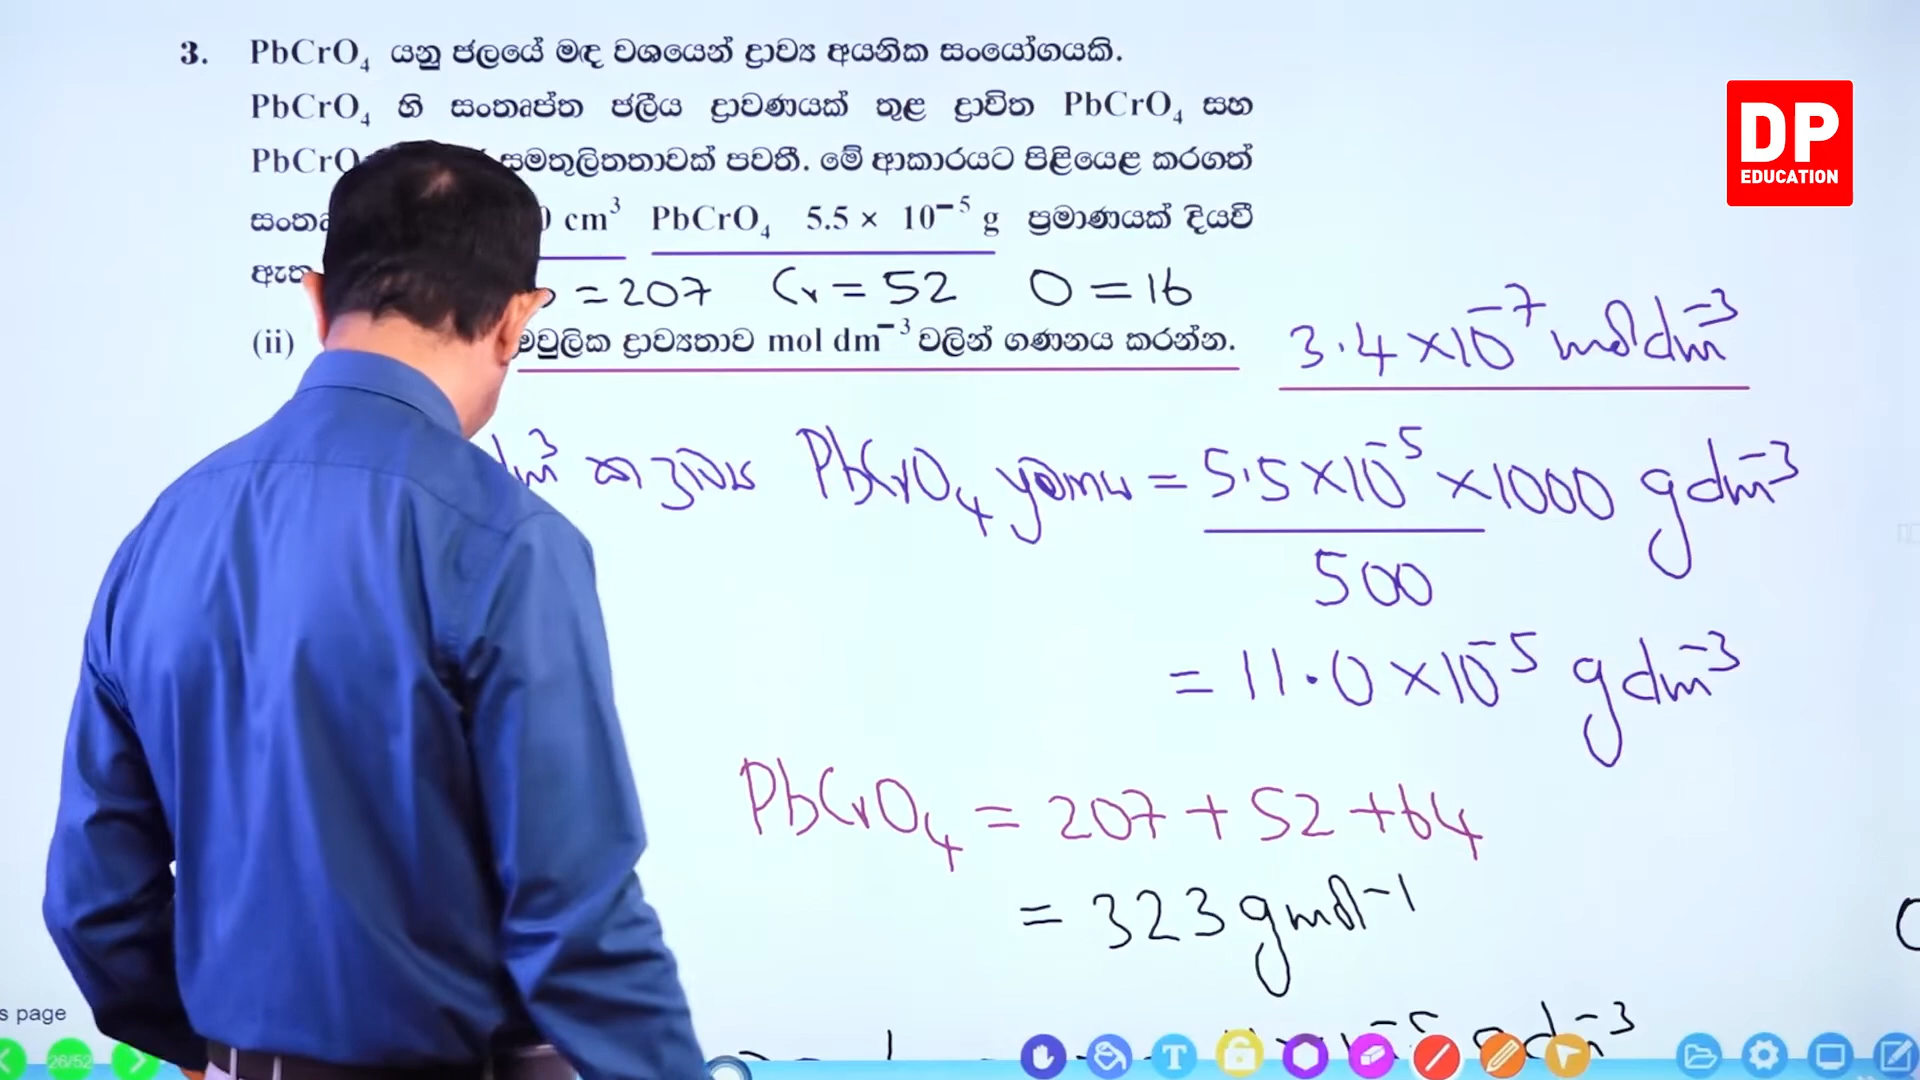 3. PbCrO₄ යනු ජලයේ මඳ වශයෙන් ද්‍රාව්‍ය අයනික සංයෝගයකි.
PbCrO₄ හි සංතෘප්ත ජලීය ද්‍රාවණයක් තුළ ද්‍රාවිත PbCrO₄ සහ
PbCrO සමතුලිතතාවක් පවතී. මේ ආකාරයට පිළියෙළ කරගත්
cm³ PbCrO₄ 5.5 × 10⁻⁵ g ප්‍රමාණයක් දියවී
= 207 Cr = 52 O = 16
(ii) මවුලික ද්‍රාව්‍යතාව mol dm⁻³ වලින් ගණනය කරන්න.
3.4 × 10⁻⁷ mol dm⁻³
PbCrO₄ = 5.5 × 10⁻⁵ × 1000 g dm⁻³
500
= 11.0 × 10⁻⁵ g dm⁻³
PbCrO₄ = 207 + 52 + 64
= 323 g mol⁻¹
DP
EDUCATION
s page
26/52